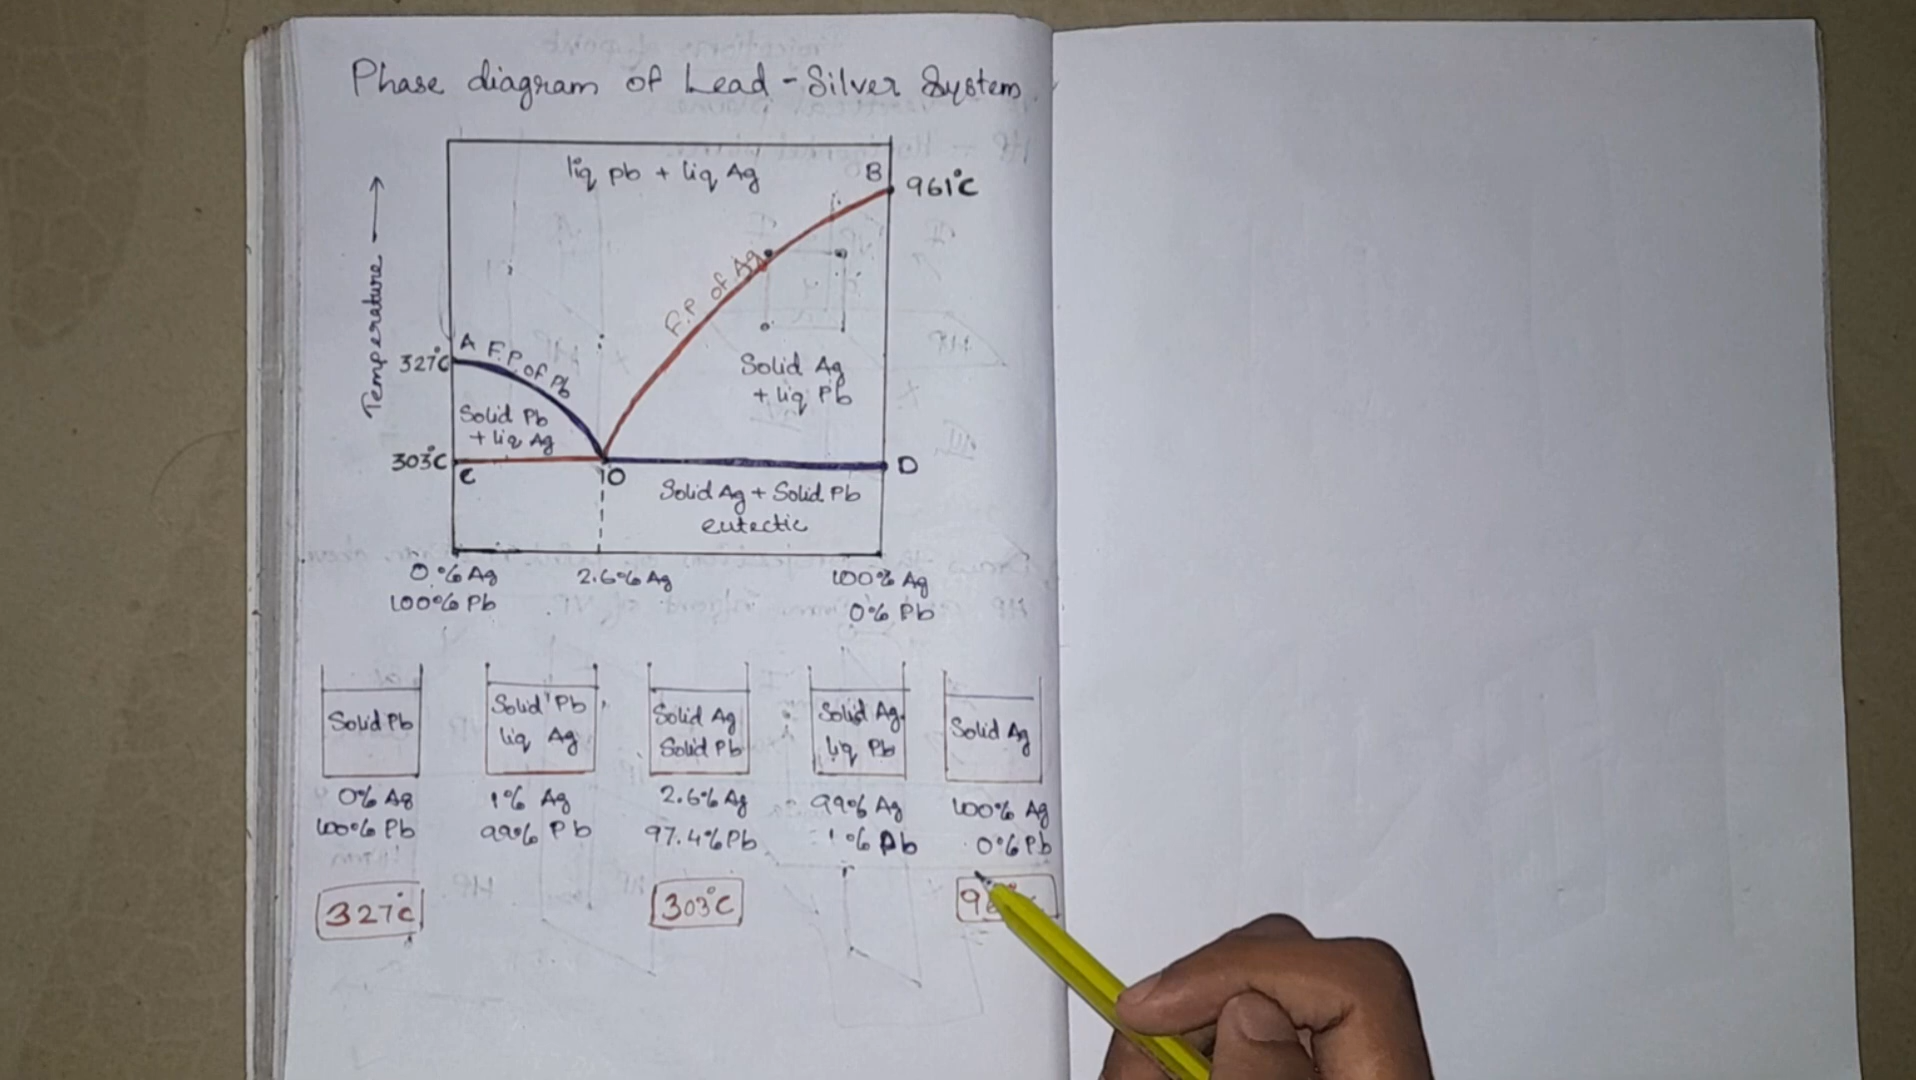 Phase diagram of Lead-Silver System
liq pb + liq Ag
B
961°C
Temperature
F.P. of Ag
A F.P. of Pb
327°C
Solid Ag
+ liq Pb
Solid Pb
+ liq Ag
303°C
C
O
D
Solid Ag + Solid Pb
eutectic
0% Ag
100% Pb
2.6% Ag
100% Ag
0% Pb
Solid Pb
Solid Pb
liq Ag
Solid Ag
Solid Pb
Solid Ag
liq Pb
Solid Ag
0% Ag
100% Pb
1% Ag
99% Pb
2.6% Ag
97.4% Pb
99% Ag
1% Pb
100% Ag
0% Pb
327°C
303°C